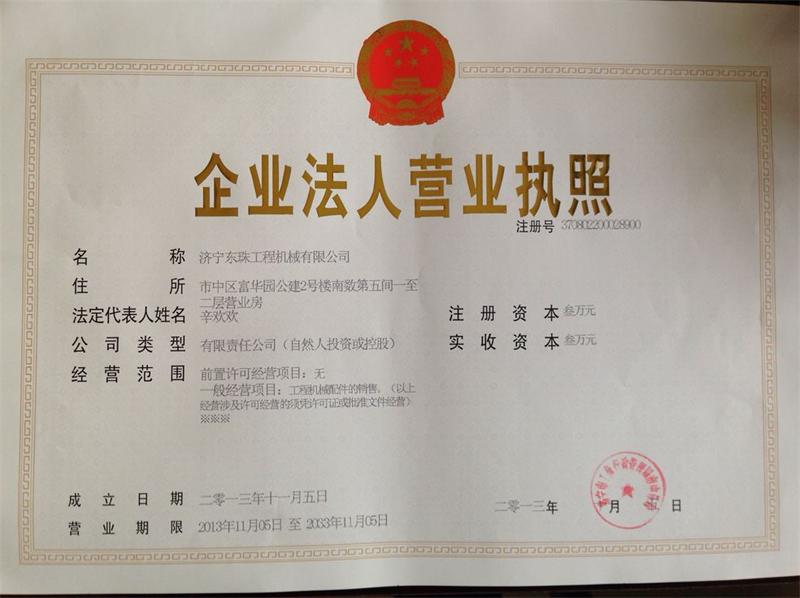 企业法人营业执照
注册号 370802200028900
名 称 济宁东珠工程机械有限公司
住 所 市中区富华园公建2号楼南数第五间一至
二层营业房
法定代表人姓名 辛欢欢
注 册 资 本 叁万元
公 司 类 型 有限责任公司（自然人投资或控股）
实 收 资 本 叁万元
经 营 范 围 前置许可经营项目：无
一般经营项目：工程机械配件的销售。（以上
经营涉及许可经营的须凭许可证或批准文件经营）
※※※
成 立 日 期 二零一三年十一月五日
营 业 期 限 2013年11月05日 至 2033年11月05日
二零一三年 月 日